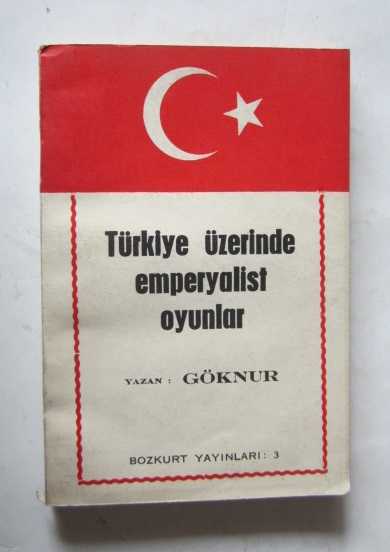 Türkiye üzerinde
emperyalist
oyunlar
YAZAN : GÖKNUR
BOZKURT YAYINLARI: 3